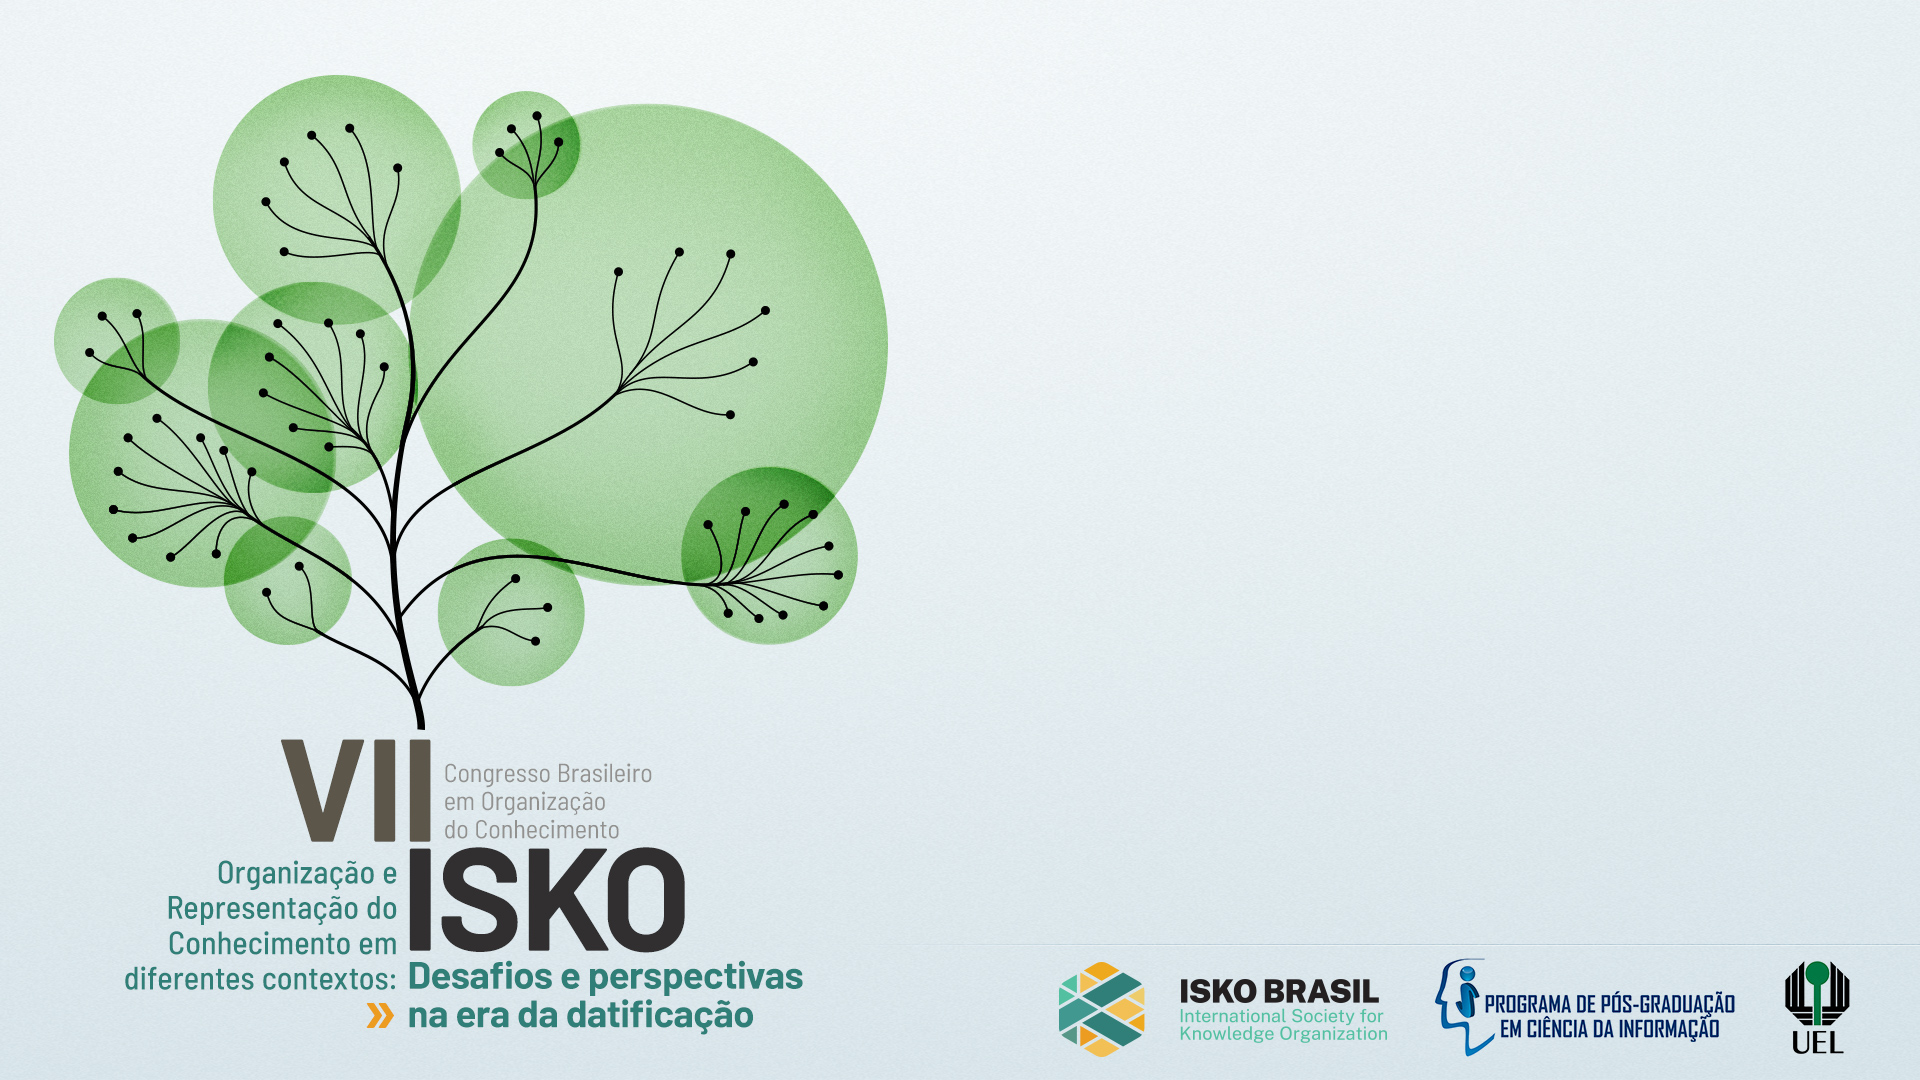 VII
Congresso Brasileiro
em Organização
do Conhecimento
ISKO
Organização e
Representação do
Conhecimento em
diferentes contextos:
Desafios e perspectivas
na era da datificação
ISKO BRASIL
International Society for
Knowledge Organization
PROGRAMA DE PÓS-GRADUAÇÃO
EM CIÊNCIA DA INFORMAÇÃO
UEL